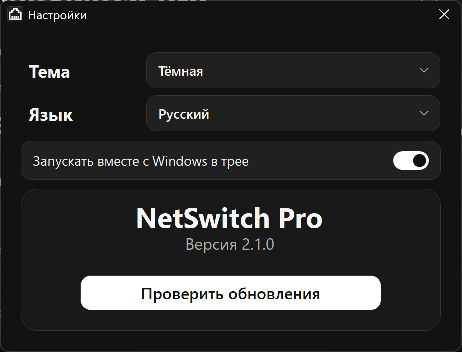 Настройки
Тема
Тёмная
Язык
Русский
Запускать вместе с Windows в трее
NetSwitch Pro
Версия 2.1.0
Проверить обновления